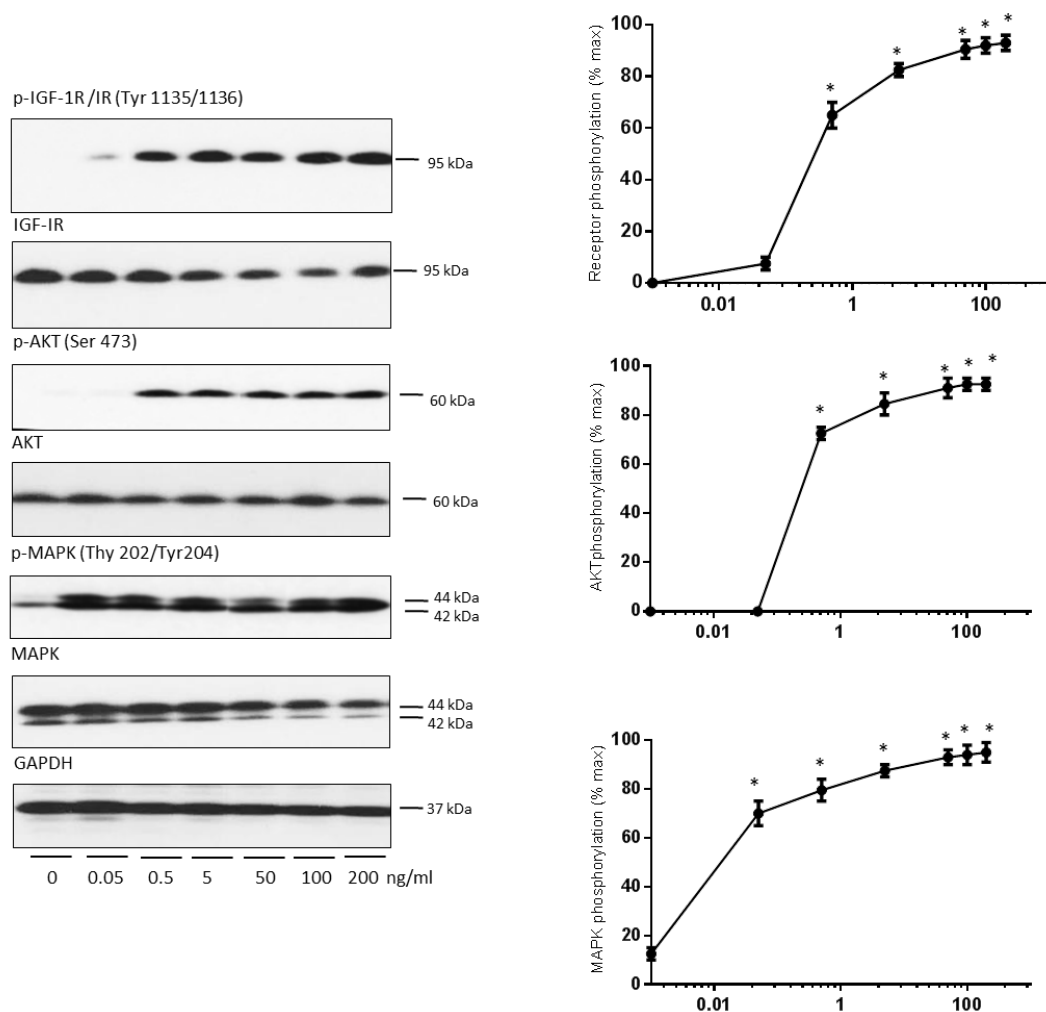 p-IGF-1R/IR (Tyr 1135/1136)
95 kDa
IGF-IR
95 kDa
p-AKT (Ser 473)
60 kDa
AKT
60 kDa
p-MAPK (Thy 202/Tyr204)
44 kDa
42 kDa
MAPK
44 kDa
42 kDa
GAPDH
37 kDa
0 0.05 0.5 5 50 100 200 ng/ml
Receptor phosphorylation (% max)
100
80
60
40
20
0
* * * * * *
0.01 1 100
AKTphosphorylation (% max)
100
80
60
40
20
0
* * * * *
0.01 1 100
MAPK phosphorylation (% max)
100
80
60
40
20
0
* * * * * *
0.01 1 100